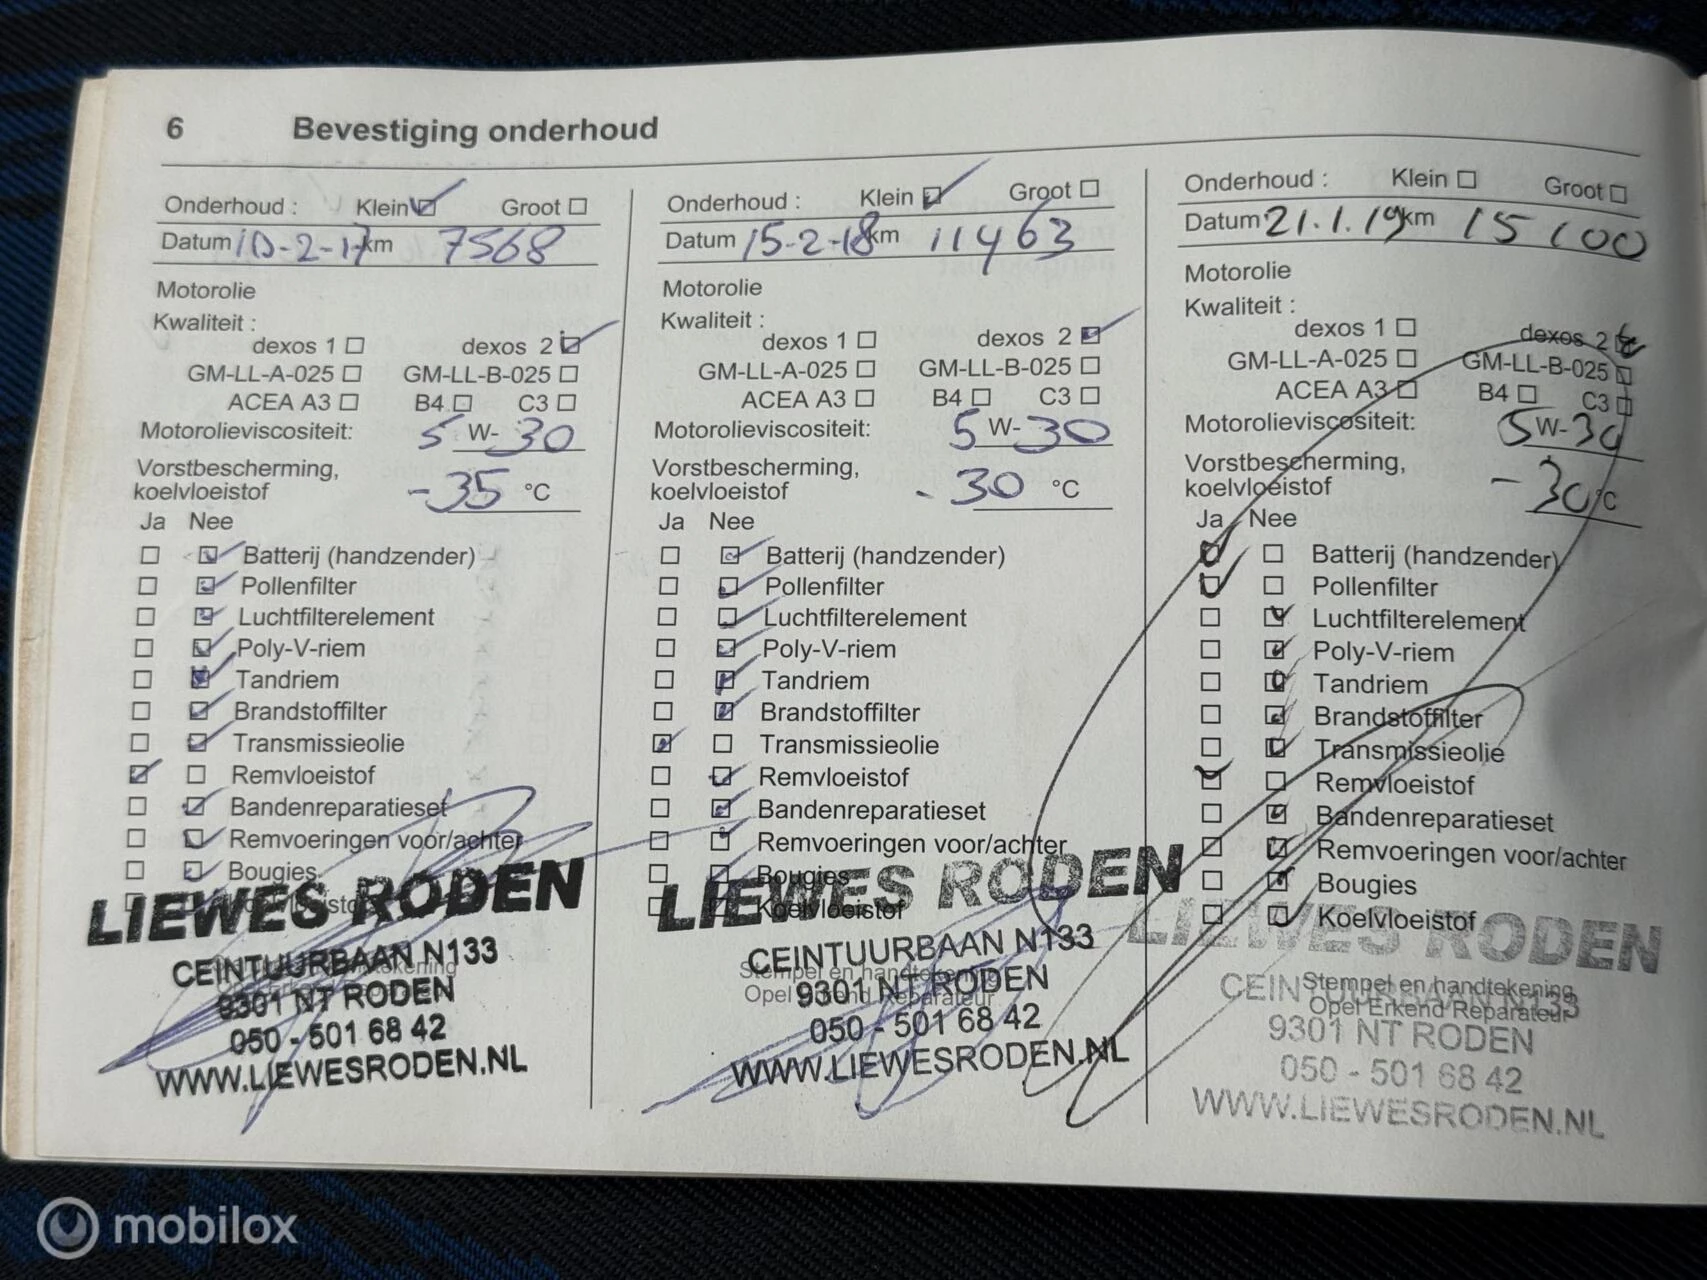 6 Bevestiging onderhoud
Onderhoud : Klein Groot
Datum 10-2-17 km 7568
Motorolie
Kwaliteit :
dexos 1 dexos 2
GM-LL-A-025 GM-LL-B-025
ACEA A3 B4 C3
Motorolieviscositeit: 5 W- 30
Vorstbescherming,
koelvloeistof -35 °C
Ja Nee
Batterij (handzender)
Pollenfilter
Luchtfilterelement
Poly-V-riem
Tandriem
Brandstoffilter
Transmissieolie
Remvloeistof
Bandenreparatieset
Remvoeringen voor/achter
Bougies
Koelvloeistof
LIEWES RODEN
CEINTUURBAAN N133
9301 NT RODEN
050 - 501 68 42
WWW.LIEWESRODEN.NL
Onderhoud : Klein Groot
Datum 15-2-18 km 11463
Motorolie
Kwaliteit :
dexos 1 dexos 2
GM-LL-A-025 GM-LL-B-025
ACEA A3 B4 C3
Motorolieviscositeit: 5 W- 30
Vorstbescherming,
koelvloeistof -30 °C
Ja Nee
Batterij (handzender)
Pollenfilter
Luchtfilterelement
Poly-V-riem
Tandriem
Brandstoffilter
Transmissieolie
Remvloeistof
Bandenreparatieset
Remvoeringen voor/achter
Bougies
Koelvloeistof
LIEWES RODEN
CEINTUURBAAN N133
Stempel en handtekening
9301 NT RODEN
Opel Erkend Reparateur
050 - 501 68 42
WWW.LIEWESRODEN.NL
Onderhoud : Klein Groot
Datum 21.1.19 km 15100
Motorolie
Kwaliteit :
dexos 1 dexos 2
GM-LL-A-025 GM-LL-B-025
ACEA A3 B4 C3
Motorolieviscositeit: 5 W- 30
Vorstbescherming,
koelvloeistof -30 °C
Ja Nee
Batterij (handzender)
Pollenfilter
Luchtfilterelement
Poly-V-riem
Tandriem
Brandstoffilter
Transmissieolie
Remvloeistof
Bandenreparatieset
Remvoeringen voor/achter
Bougies
Koelvloeistof
LIEWES RODEN
Stempel en handtekening
CEINTUURBAAN N133
Opel Erkend Reparateur
9301 NT RODEN
050 - 501 68 42
WWW.LIEWESRODEN.NL
mobilox